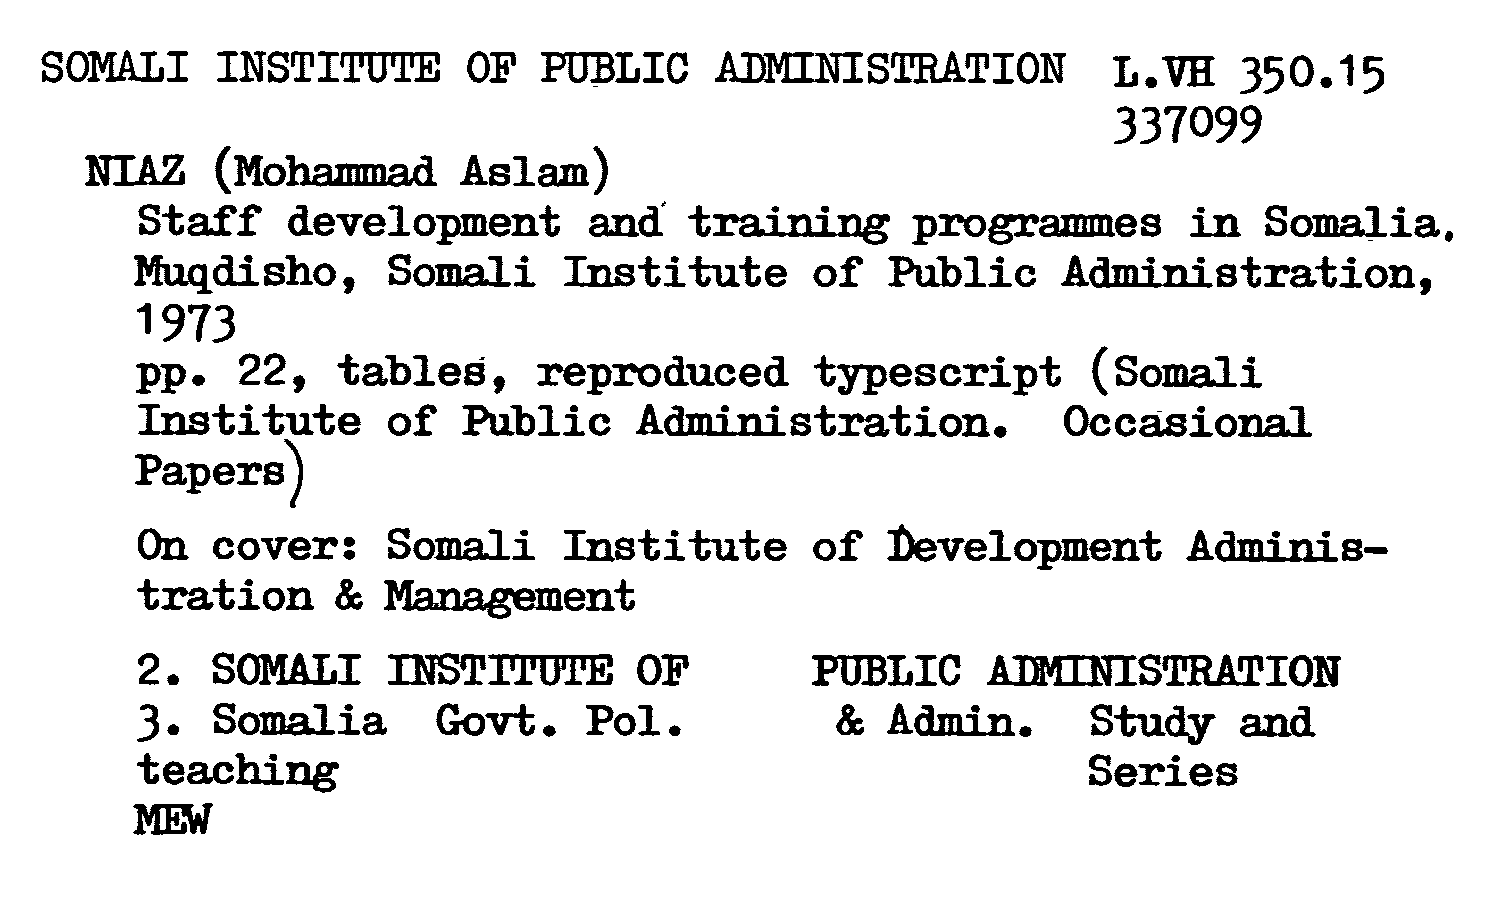 SOMALI INSTITUTE OF PUBLIC ADMINISTRATION L.VH 350.15
337099
NIAZ (Mohammad Aslam)
Staff development and training programmes in Somalia.
Muqdisho, Somali Institute of Public Administration,
1973
pp. 22, tables, reproduced typescript (Somali
Institute of Public Administration. Occasional
Papers)
On cover: Somali Institute of Development Adminis-
tration & Management
2. SOMALI INSTITUTE OF PUBLIC ADMINISTRATION
3. Somalia Govt. Pol. & Admin. Study and
teaching Series
MEW